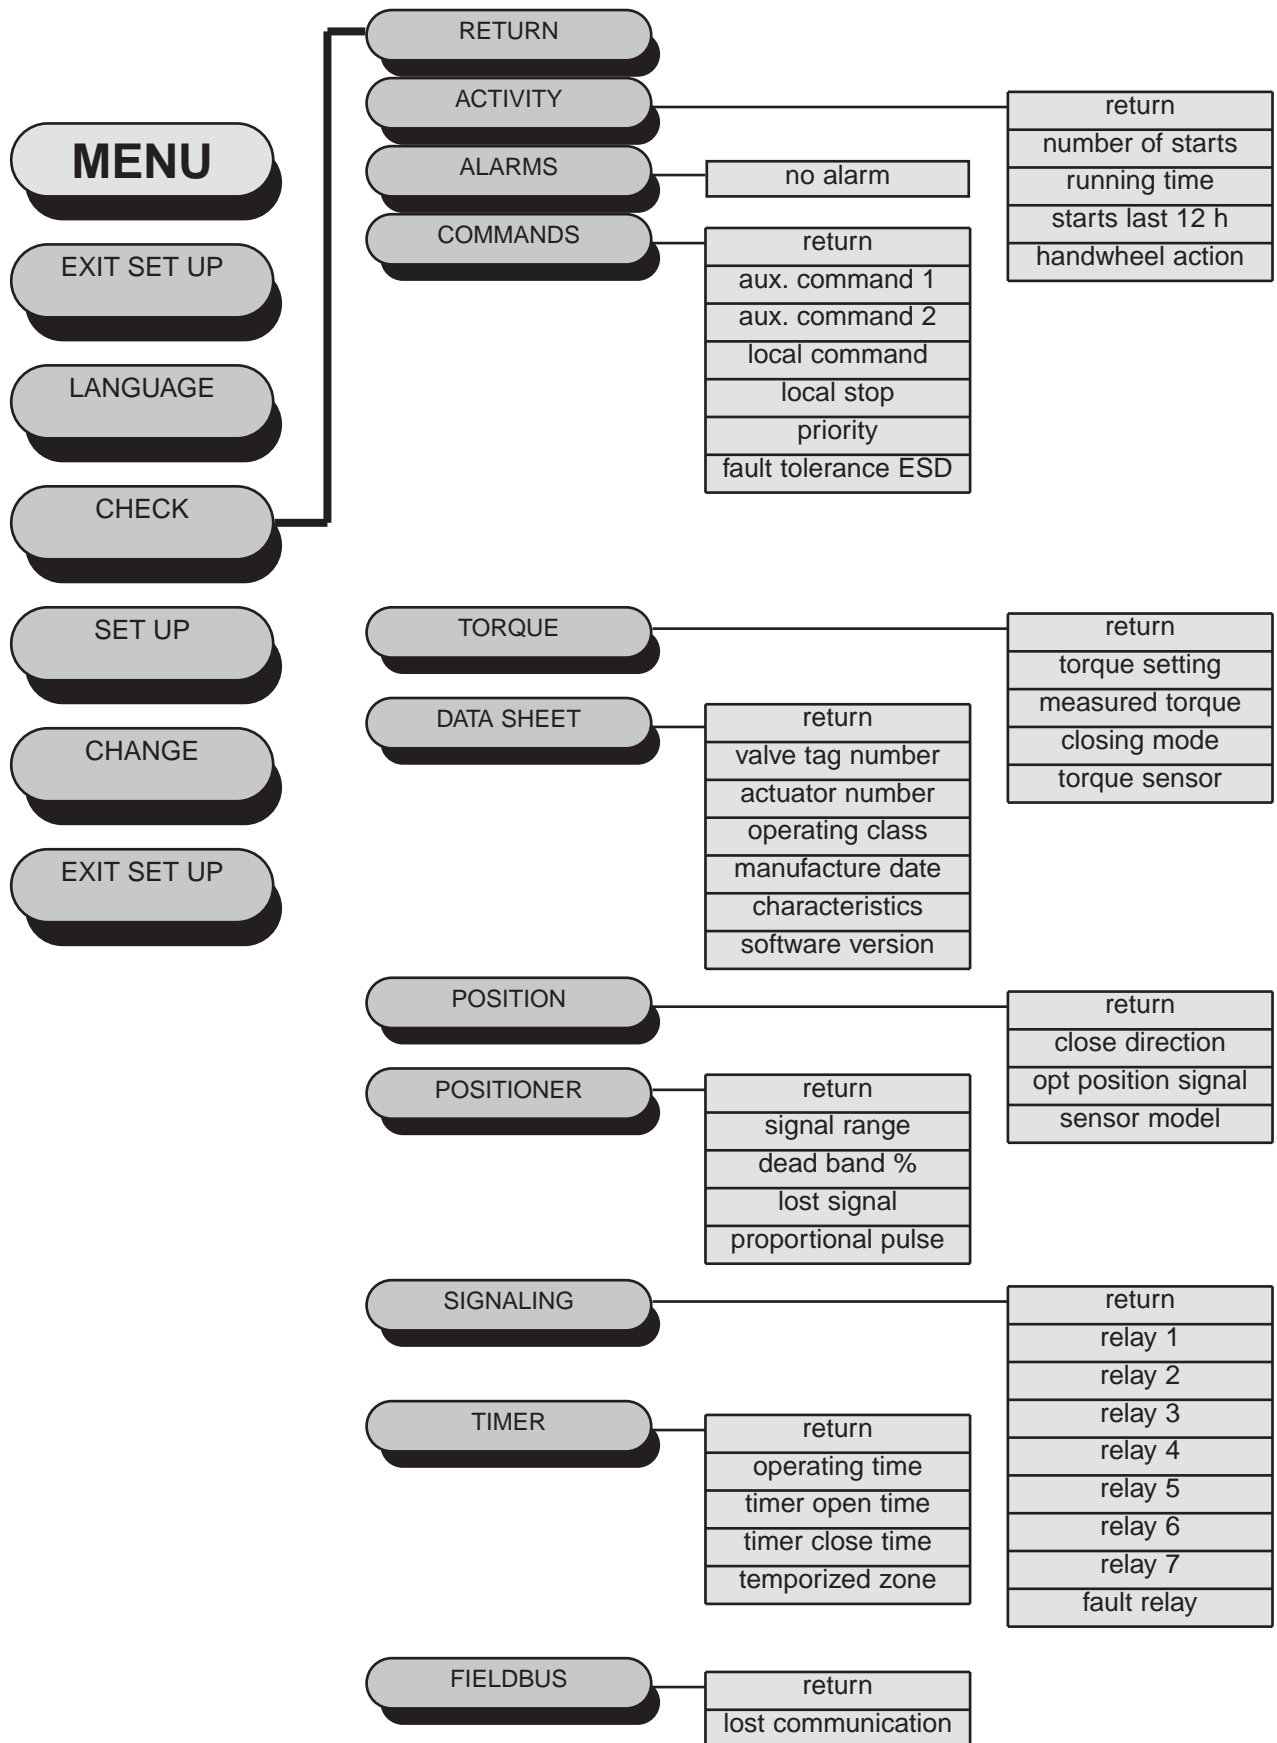 MENU
EXIT SET UP
LANGUAGE
CHECK
SET UP
CHANGE
EXIT SET UP
RETURN
ACTIVITY
return
number of starts
running time
starts last 12 h
handwheel action
ALARMS
no alarm
COMMANDS
return
aux. command 1
aux. command 2
local command
local stop
priority
fault tolerance ESD
TORQUE
return
torque setting
measured torque
closing mode
torque sensor
DATA SHEET
return
valve tag number
actuator number
operating class
manufacture date
characteristics
software version
POSITION
return
close direction
opt position signal
sensor model
POSITIONER
return
signal range
dead band %
lost signal
proportional pulse
SIGNALING
return
relay 1
relay 2
relay 3
relay 4
relay 5
relay 6
relay 7
fault relay
TIMER
return
operating time
timer open time
timer close time
temporized zone
FIELDBUS
return
lost communication